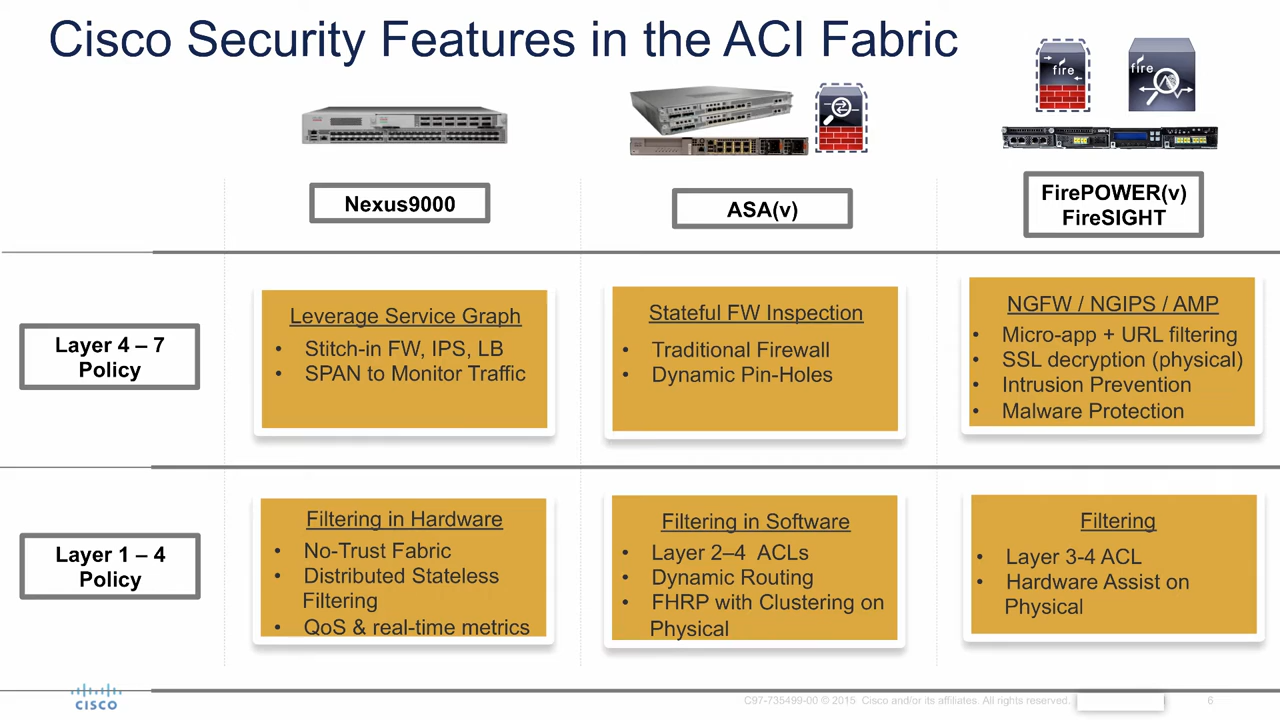 Cisco Security Features in the ACI Fabric
fire
fire
Nexus9000
ASA(v)
FirePOWER(v)
FireSIGHT
Layer 4 – 7
Policy
Leverage Service Graph
• Stitch-in FW, IPS, LB
• SPAN to Monitor Traffic
Stateful FW Inspection
• Traditional Firewall
• Dynamic Pin-Holes
NGFW / NGIPS / AMP
• Micro-app + URL filtering
• SSL decryption (physical)
• Intrusion Prevention
• Malware Protection
Layer 1 – 4
Policy
Filtering in Hardware
• No-Trust Fabric
• Distributed Stateless
Filtering
• QoS & real-time metrics
Filtering in Software
• Layer 2–4 ACLs
• Dynamic Routing
• FHRP with Clustering on
Physical
Filtering
• Layer 3-4 ACL
• Hardware Assist on
Physical
CISCO
C97-735499-00 © 2015 Cisco and/or its affiliates. All rights reserved.
6